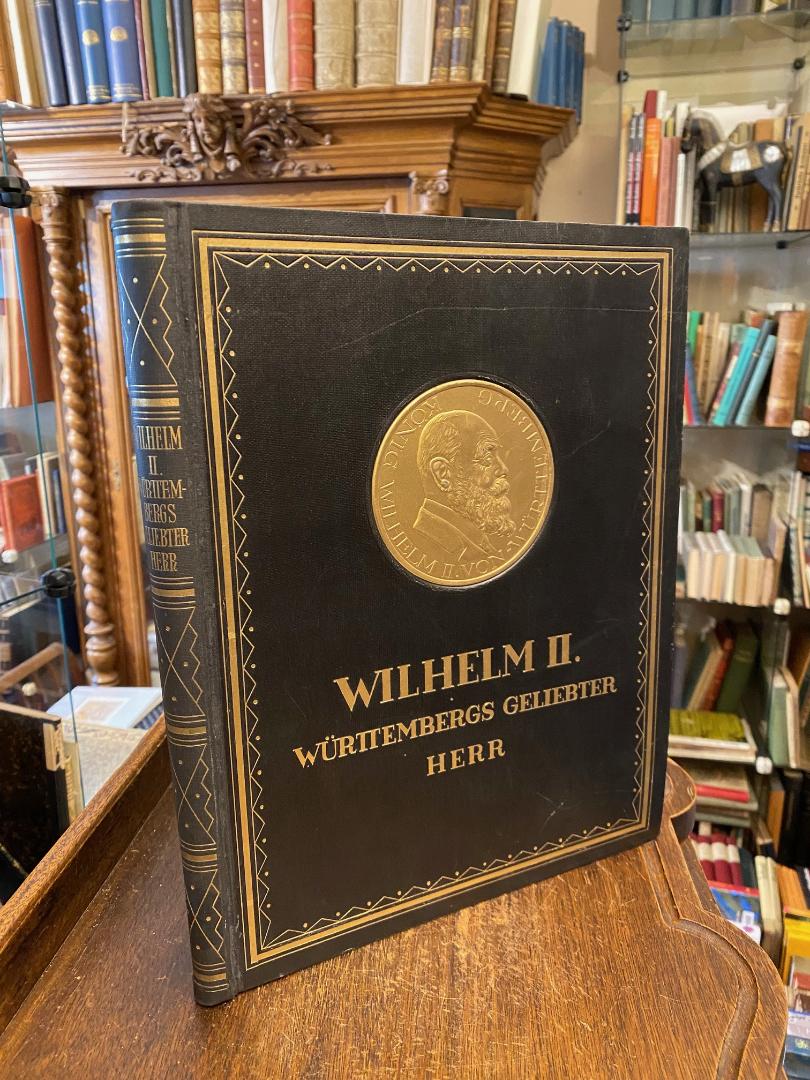 WILHELM
II.
WÜRTTEM-
BERGS
GELIEBTER
HERR
KÖNIG WILHELM II. VON WÜRTTEMBERG
WILHELM II.
WÜRTTEMBERGS GELIEBTER
HERR